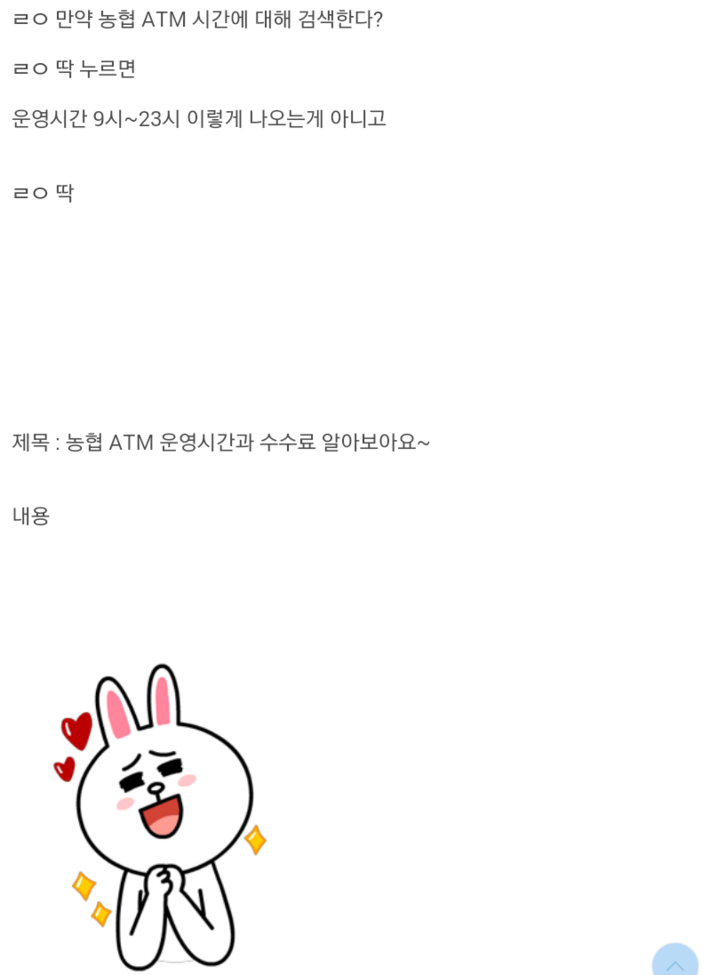 ㄹㅇ 만약 농협 ATM 시간에 대해 검색한다?
ㄹㅇ 딱 누르면
운영시간 9시~23시 이렇게 나오는게 아니고
ㄹㅇ 딱
제목 : 농협 ATM 운영시간과 수수료 알아보아요~
내용